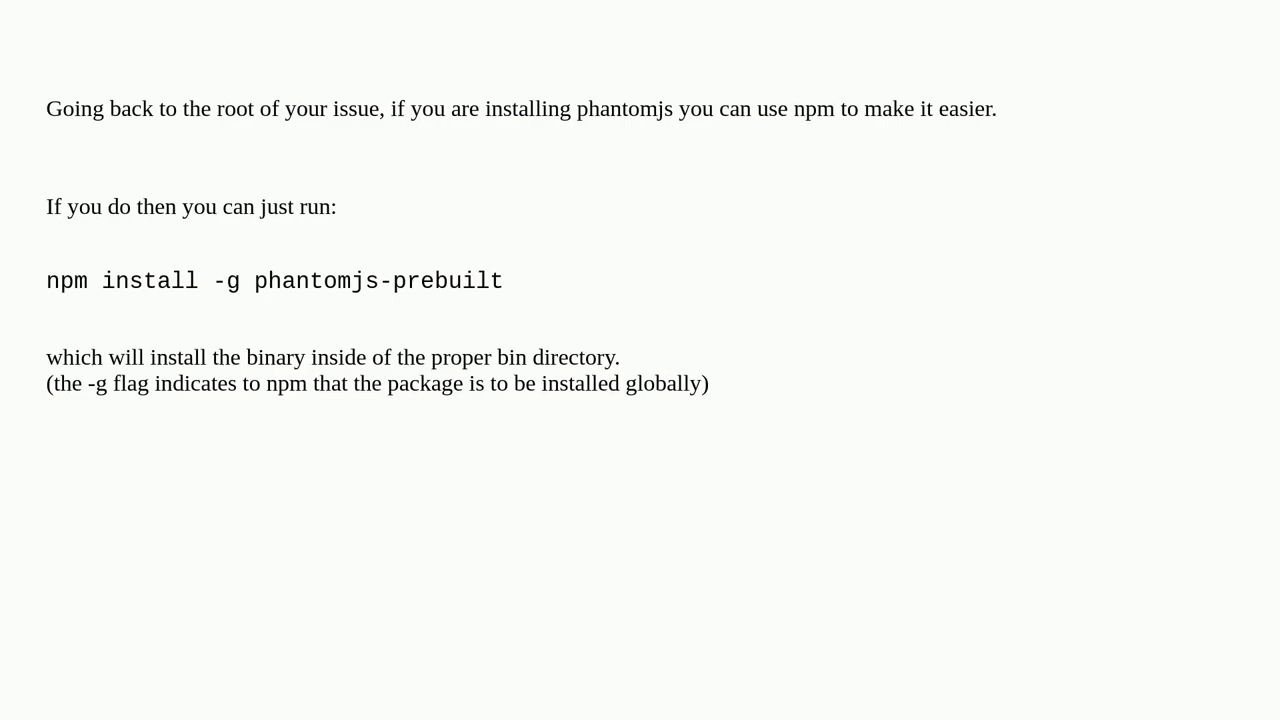 Going back to the root of your issue, if you are installing phantomjs you can use npm to make it easier.
If you do then you can just run:
npm install -g phantomjs-prebuilt
which will install the binary inside of the proper bin directory.
(the -g flag indicates to npm that the package is to be installed globally)